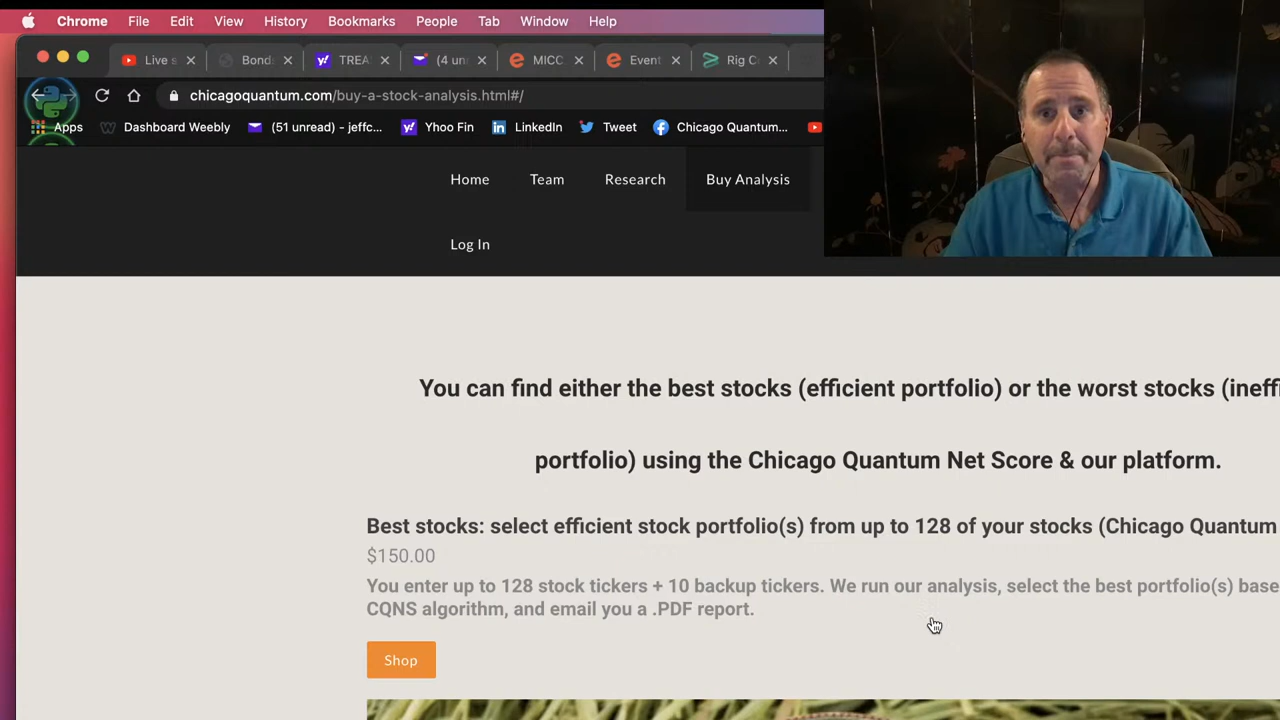 Chrome File Edit View History Bookmarks People Tab Window Help
Live s Bond TREA (4 un MICC Event Rig C
chicagoquantum.com/buy-a-stock-analysis.html#/
Apps Dashboard Weekly (51 unread) - jeffc... Yhoo Fin LinkedIn Tweet Chicago Quantum...
Home Team Research Buy Analysis
Log In
You can find either the best stocks (efficient portfolio) or the worst stocks (ineffi
portfolio) using the Chicago Quantum Net Score & our platform.
Best stocks: select efficient stock portfolio(s) from up to 128 of your stocks (Chicago Quantum
$150.00
You enter up to 128 stock tickers + 10 backup tickers. We run our analysis, select the best portfolio(s) base
CQNS algorithm, and email you a .PDF report.
Shop